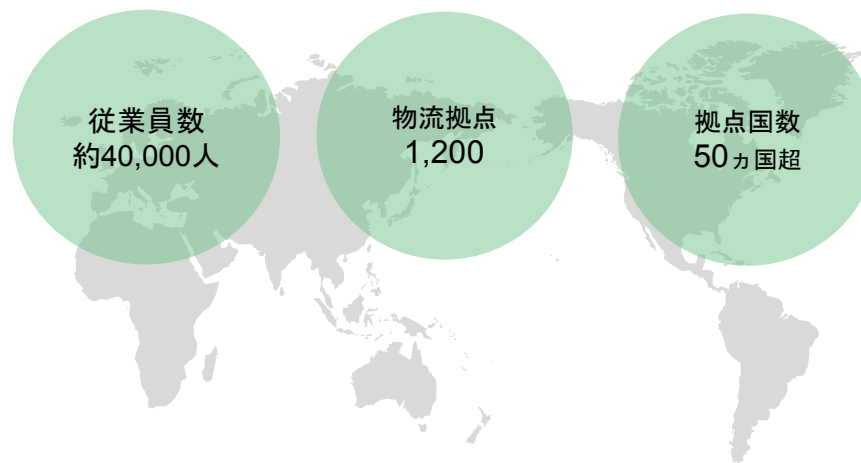 従業員数
約40,000人
物流拠点
1,200
拠点国数
50ヵ国超